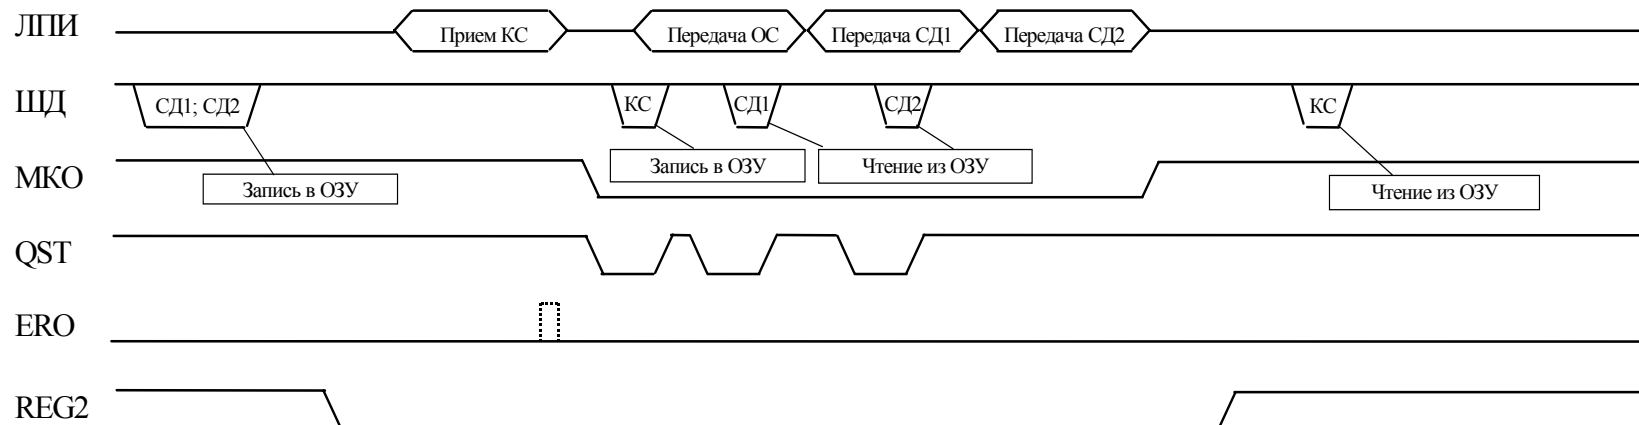 ЛПИ
Прием КС
Передача ОС
Передача СД1
Передача СД2
ШД
СД1; СД2
КС
СД1
СД2
КС
Запись в ОЗУ
Чтение из ОЗУ
МКО
Запись в ОЗУ
Чтение из ОЗУ
QST
ERO
REG2